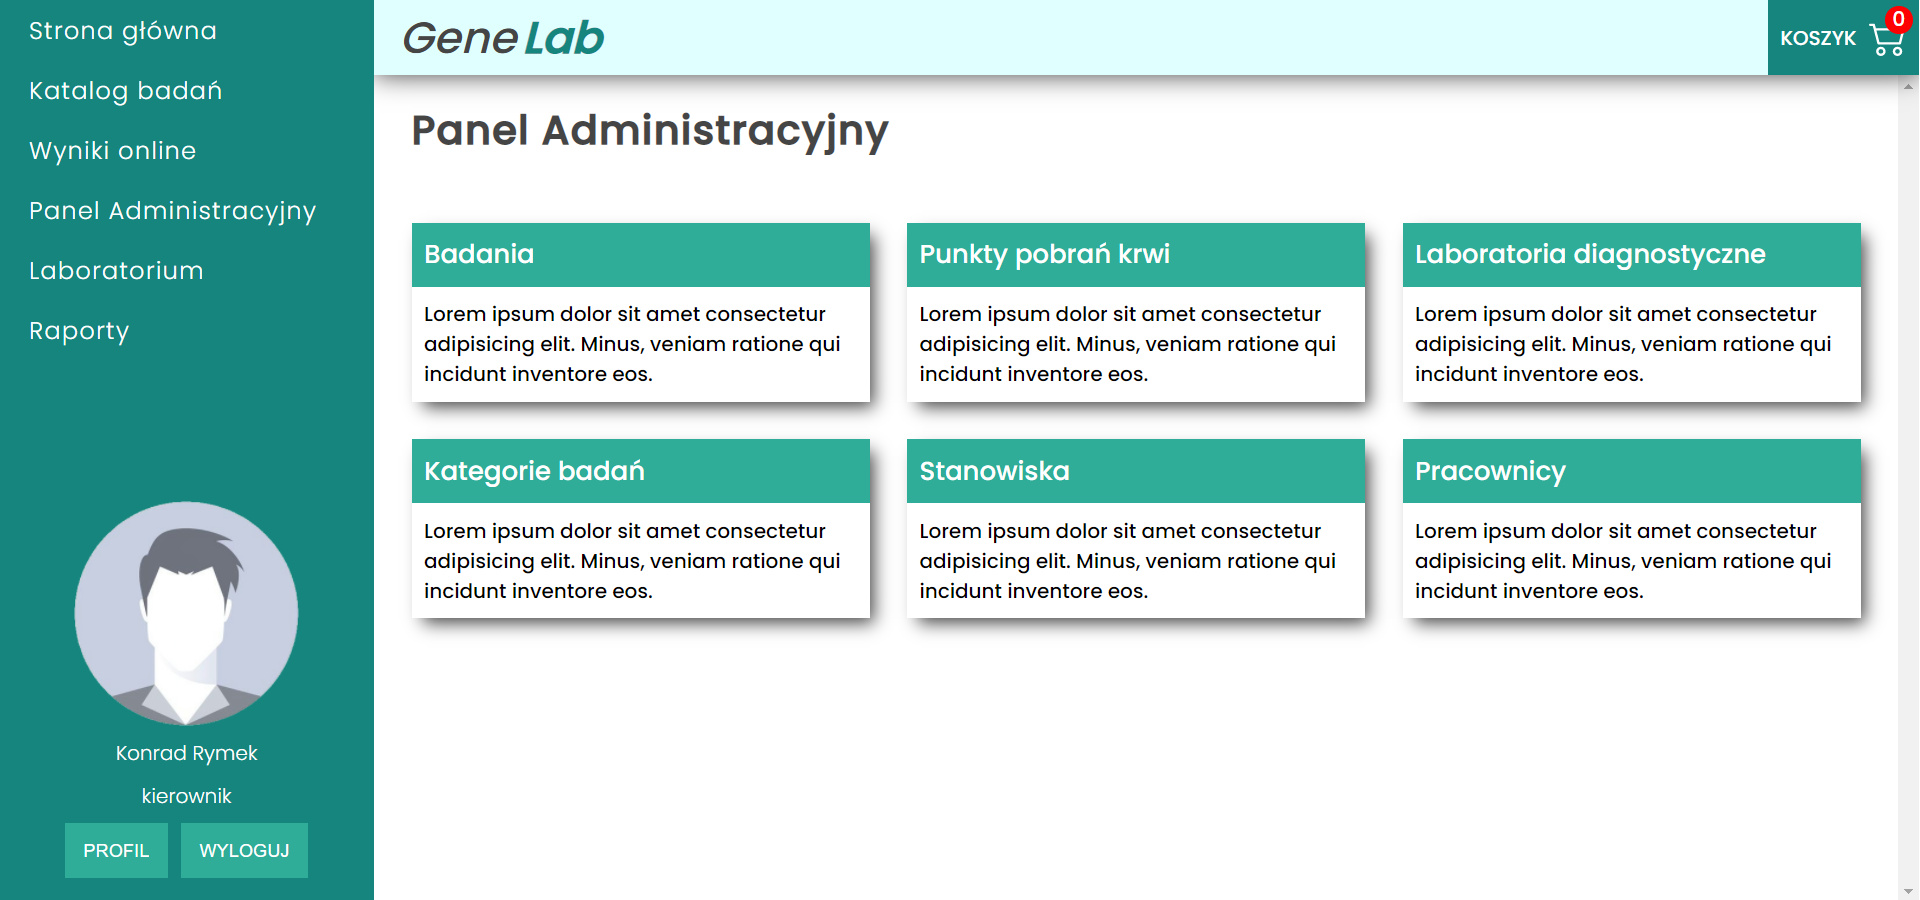 Strona główna
Katalog badań
Wyniki online
Panel Administracyjny
Laboratorium
Raporty
Konrad Rymek
kierownik
PROFIL
WYLOGUJ
Gene Lab
KOSZYK
0
Panel Administracyjny
Badania
Lorem ipsum dolor sit amet consectetur
adipisicing elit. Minus, veniam ratione qui
incidunt inventore eos.
Punkty pobrań krwi
Lorem ipsum dolor sit amet consectetur
adipisicing elit. Minus, veniam ratione qui
incidunt inventore eos.
Laboratoria diagnostyczne
Lorem ipsum dolor sit amet consectetur
adipisicing elit. Minus, veniam ratione qui
incidunt inventore eos.
Kategorie badań
Lorem ipsum dolor sit amet consectetur
adipisicing elit. Minus, veniam ratione qui
incidunt inventore eos.
Stanowiska
Lorem ipsum dolor sit amet consectetur
adipisicing elit. Minus, veniam ratione qui
incidunt inventore eos.
Pracownicy
Lorem ipsum dolor sit amet consectetur
adipisicing elit. Minus, veniam ratione qui
incidunt inventore eos.